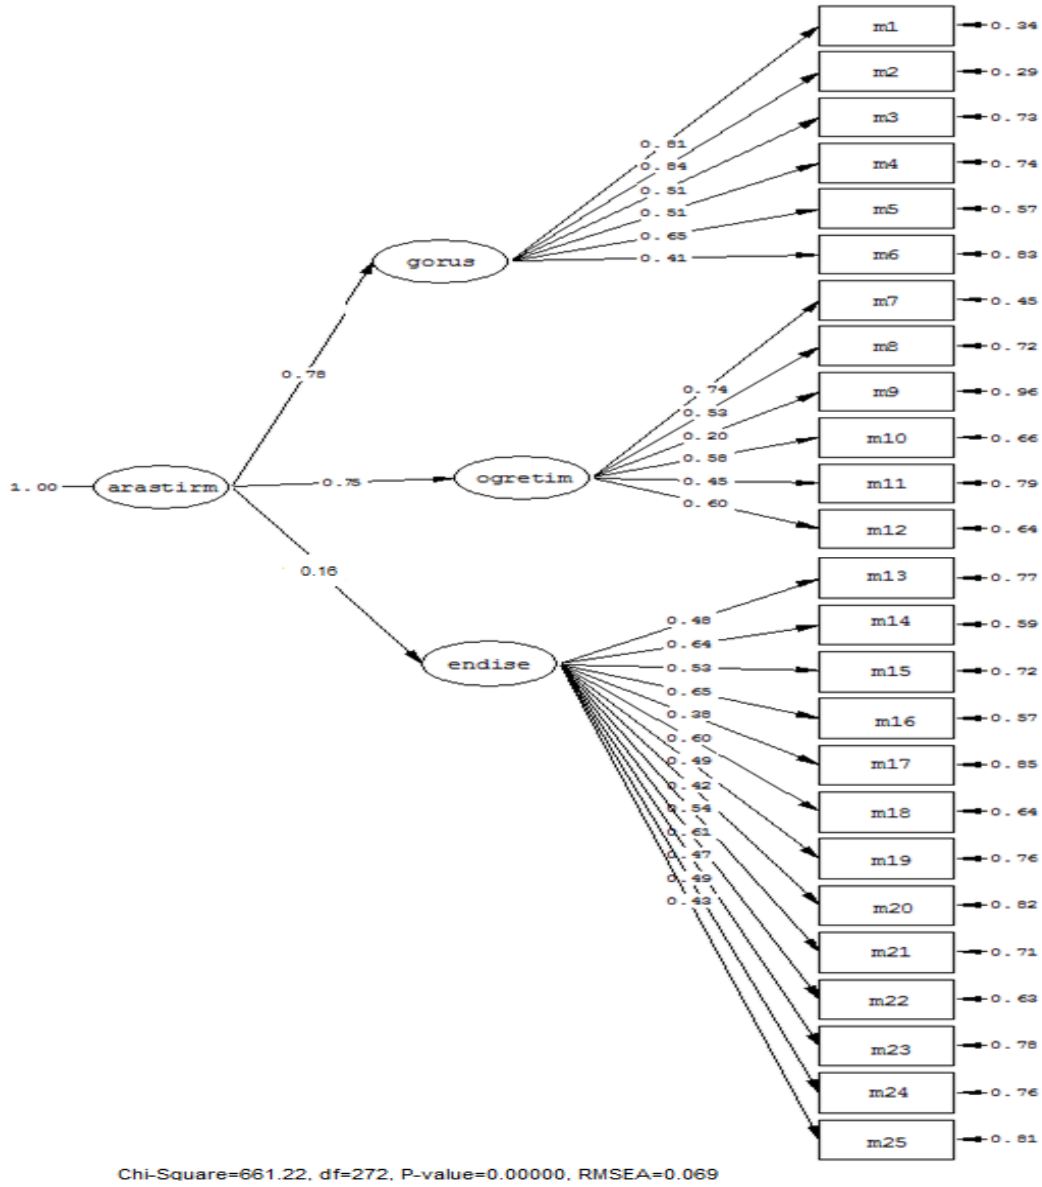 m1 0.34
m2 0.29
m3 0.73
0.81
0.84
m4 0.74
0.51
m5 0.57
0.51
0.65
m6 0.83
gorus 0.41
m7 0.45
m8 0.72
0.78
0.74
m9 0.96
0.53
0.20
m10 0.66
0.58
1.00 arastirm 0.75 ogretim 0.45 m11 0.79
0.60
m12 0.64
0.16
m13 0.77
0.48
m14 0.59
0.64
endise 0.53 m15 0.72
0.65
0.38 m16 0.57
0.60
0.49 m17 0.85
0.42
0.54 m18 0.64
0.61
0.47 m19 0.76
0.49
0.43 m20 0.82
m21 0.71
m22 0.63
m23 0.78
m24 0.76
m25 0.81
Chi-Square=661.22, df=272, P-value=0.00000, RMSEA=0.069